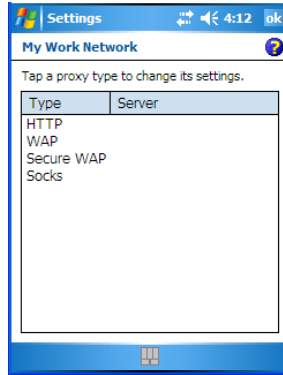 Settings 4:12 ok
My Work Network ?
Tap a proxy type to change its settings.
Type Server
HTTP
WAP
Secure WAP
Socks